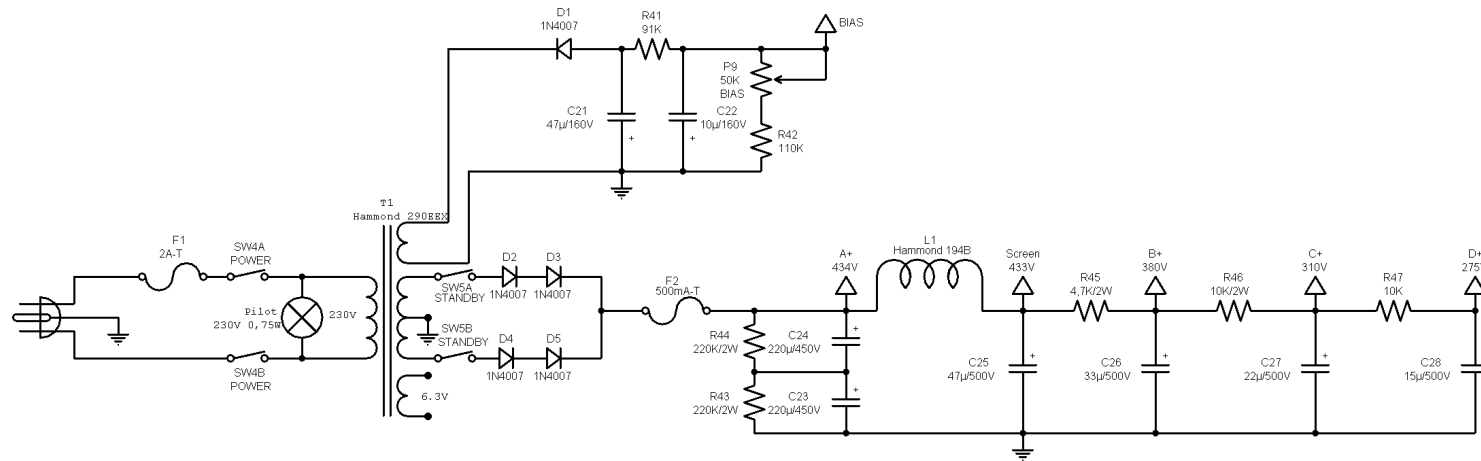 D1
1N4007
R41
91K
BIAS
P9
50K
BIAS
C21
47µ/160V
C22
10µ/160V
R42
110K
T1
Hammond 290EEX
F1
2A-T
SW4A
POWER
Pilot
230V 0,75W
230V
SW4B
POWER
SW5A
STANDBY
D2
1N4007
D3
1N4007
SW5B
STANDBY
D4
1N4007
D5
1N4007
6.3V
F2
500mA-T
A+
434V
L1
Hammond 194B
Screen
433V
R45
4,7K/2W
B+
380V
R46
10K/2W
C+
310V
R47
10K
D+
275V
R44
220K/2W
C24
220µ/450V
R43
220K/2W
C23
220µ/450V
C25
47µ/500V
C26
33µ/500V
C27
22µ/500V
C28
15µ/500V
+
+
+
+
+
+
+
+